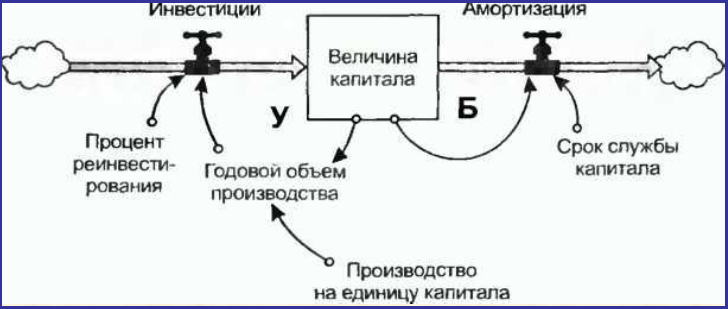 Инвестиции
Амортизация
Величина
капитала
У
Б
Процент
реинвести-
рования
Годовой объем
производства
Срок службы
капитала
Производство
на единицу капитала